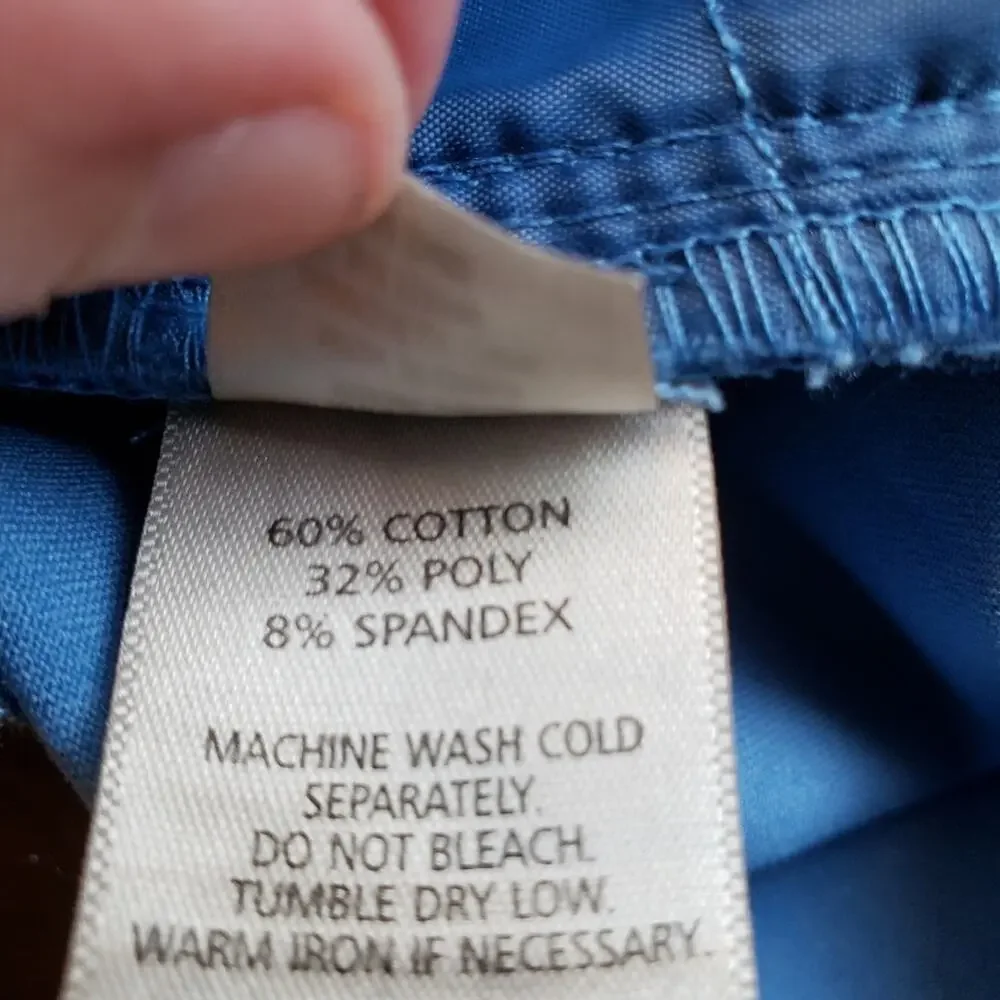 60% COTTON
32% POLY
8% SPANDEX
MACHINE WASH COLD
SEPARATELY.
DO NOT BLEACH.
TUMBLE DRY LOW.
WARM IRON IF NECESSARY.